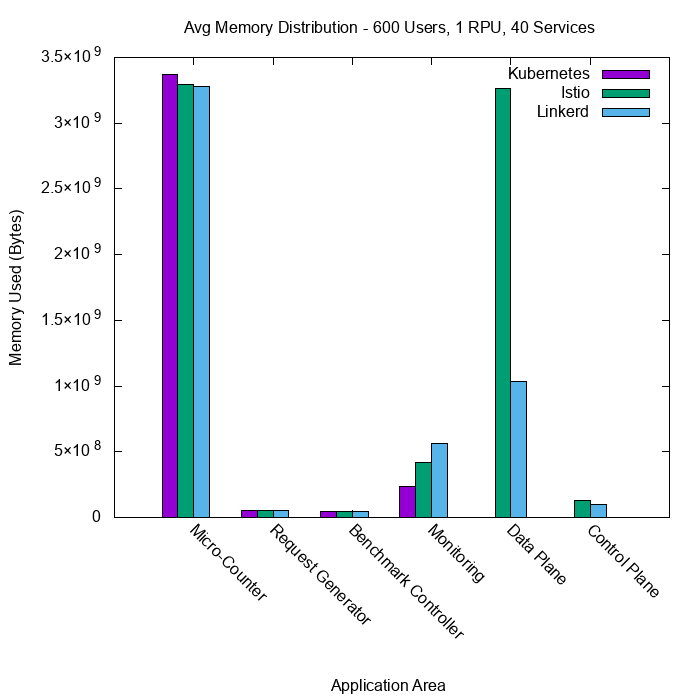 Avg Memory Distribution - 600 Users, 1 RPU, 40 Services
3.5×10⁹
3×10⁹
2.5×10⁹
2×10⁹
1.5×10⁹
1×10⁹
5×10⁸
0
Memory Used (Bytes)
Kubernetes
Istio
Linkerd
Micro-Counter
Request Generator
Benchmark Controller
Monitoring
Data Plane
Control Plane
Application Area